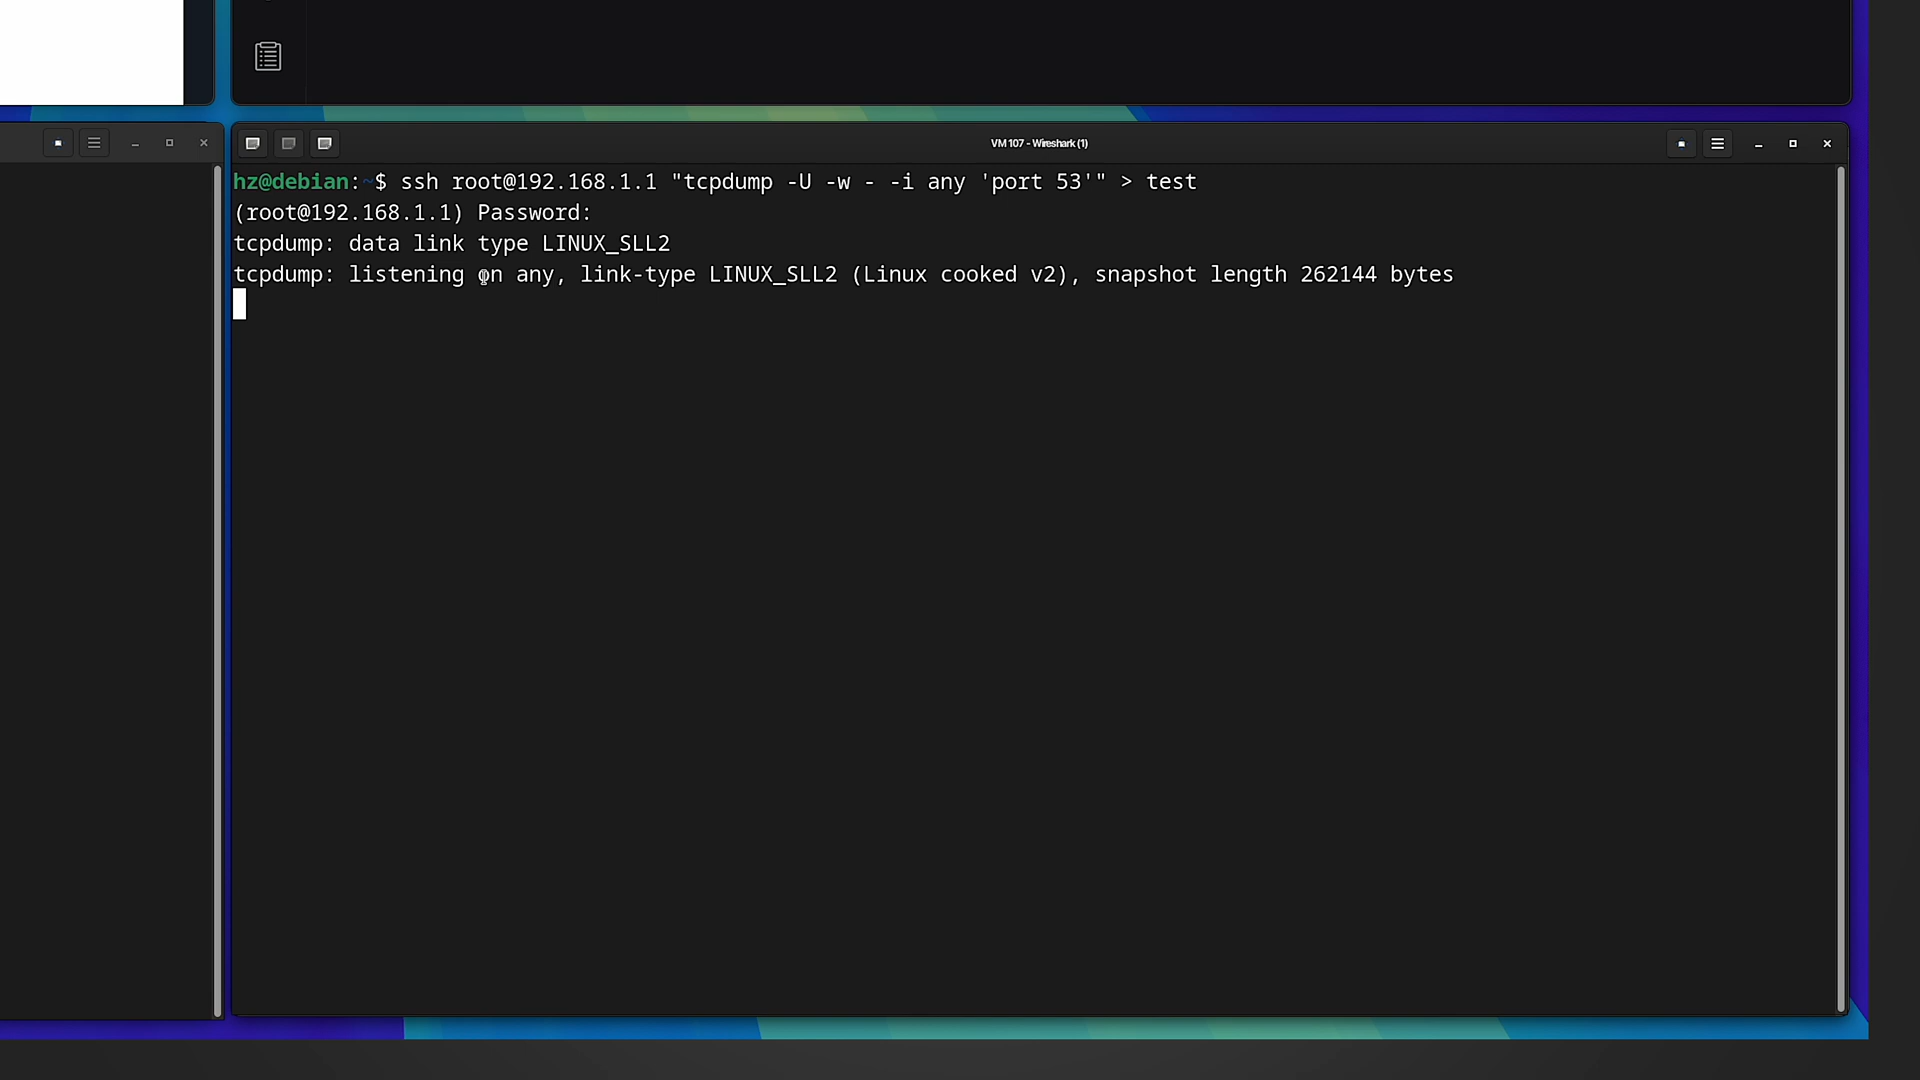 VM 107 - Wireshark (1)
hz@debian:~$ ssh root@192.168.1.1 "tcpdump -U -w - -i any 'port 53'" > test
(root@192.168.1.1) Password:
tcpdump: data link type LINUX_SLL2
tcpdump: listening on any, link-type LINUX_SLL2 (Linux cooked v2), snapshot length 262144 bytes